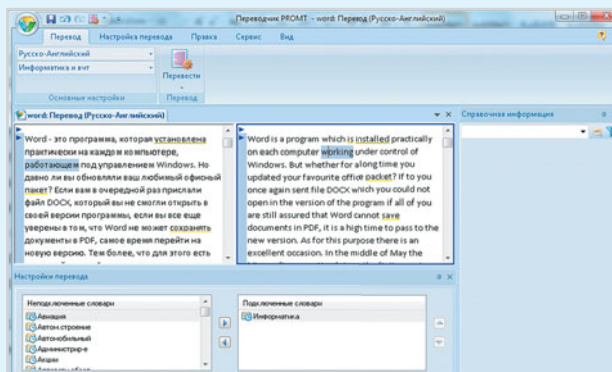 Переводчик PROMT - word: Перевод (Русско-Английский)
Перевод Настройка перевода Правка Сервис Вид
Русско-Английский
Информатика и вчт
Перевести
Основные настройки Перевод
word: Перевод (Русско-Английский)
Справочная информация
Word - это программа, которая установлена
практически на каждом компьютере,
работающем под управлением Windows. Но
давно ли вы обновляли ваш любимый офисный
пакет? Если вам в очередной раз прислали
файл DOCX, который вы не смогли открыть в
своей версии программы, если вы все еще
уверены в том, что Word не может сохранять
документы в PDF, самое время перейти на
новую версию. Тем более, что для этого есть
Word is a program which is installed practically
on each computer working under control of
Windows. But whether for along time you
updated your favourite office packet? If to you
once again sent file DOCX which you could not
open in the version of the program if all of you
are still assured that Word cannot save
documents in PDF, it is a high time to pass to the
new version. As for this purpose there is an
excellent occasion. In the middle of May the
Настройки перевода
Неподключенные словари
Авиация
Автом.строение
Автомобильный
Администрир-е
Акции
Подключенные словари
Информатика